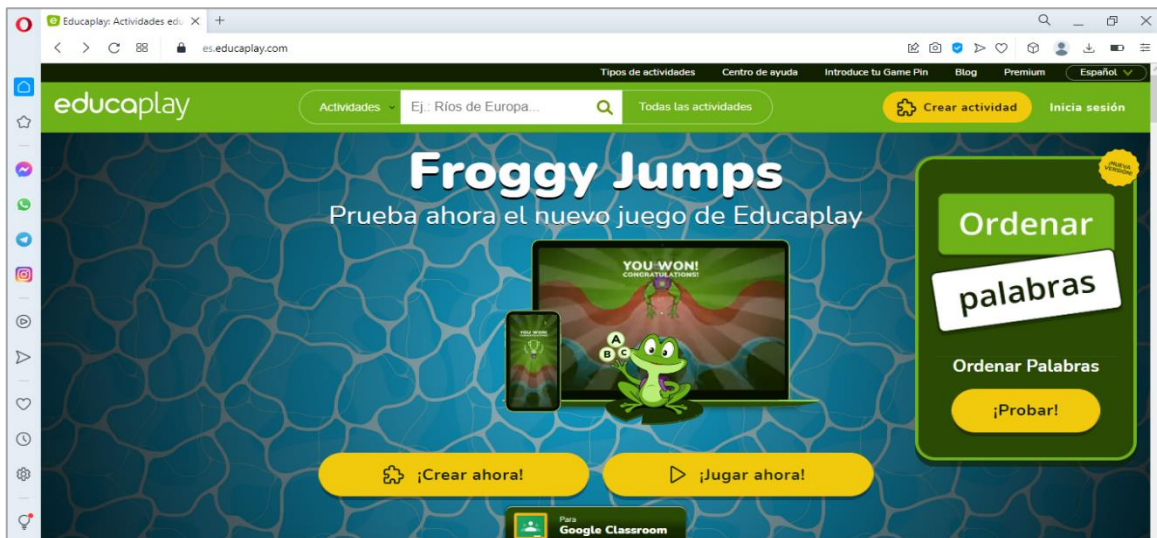 Educaplay: Actividades edu
es.educaplay.com
Tipos de actividades Centro de ayuda Introduce tu Game Pin Blog Premium Español
educaplay Actividades Ej.: Ríos de Europa... Todas las actividades Crear actividad Inicia sesión
Froggy Jumps
Prueba ahora el nuevo juego de Educaplay
YOU WON!
CONGRATULATIONS!
YOU WON!
A
B C
¡NUEVA
VERSIÓN!
Ordenar
palabras
Ordenar Palabras
¡Probar!
¡Crear ahora! ¡Jugar ahora!
Para
Google Classroom